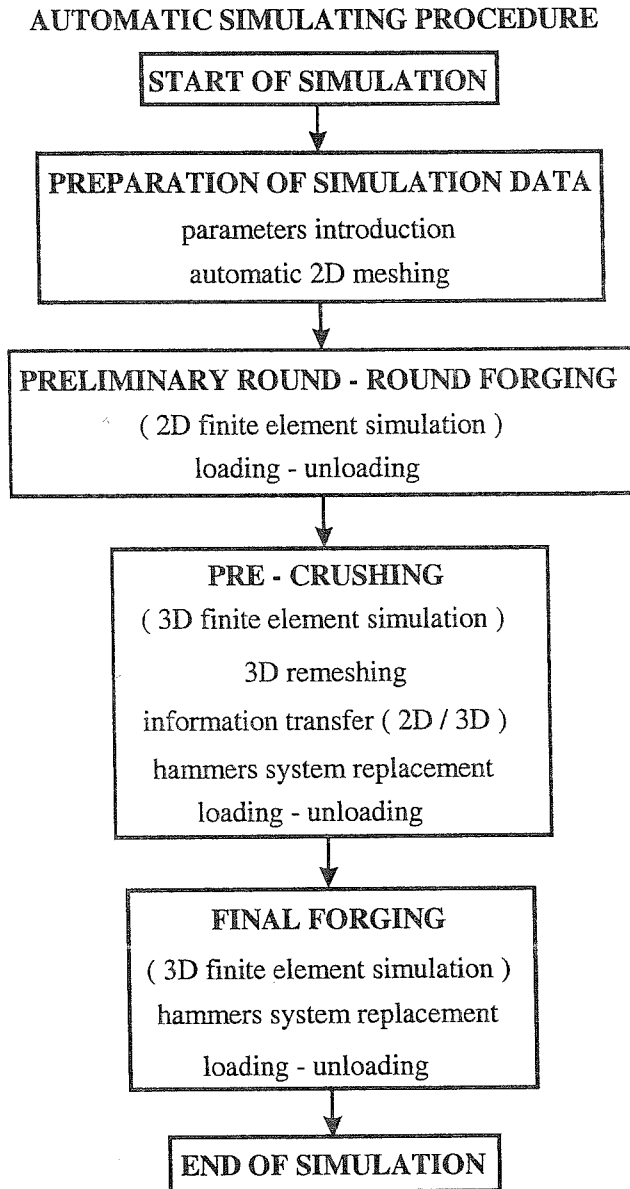 AUTOMATIC SIMULATING PROCEDURE
START OF SIMULATION
PREPARATION OF SIMULATION DATA
parameters introduction
automatic 2D meshing
PRELIMINARY ROUND - ROUND FORGING
( 2D finite element simulation )
loading - unloading
PRE - CRUSHING
( 3D finite element simulation )
3D remeshing
information transfer ( 2D / 3D )
hammers system replacement
loading - unloading
FINAL FORGING
( 3D finite element simulation )
hammers system replacement
loading - unloading
END OF SIMULATION